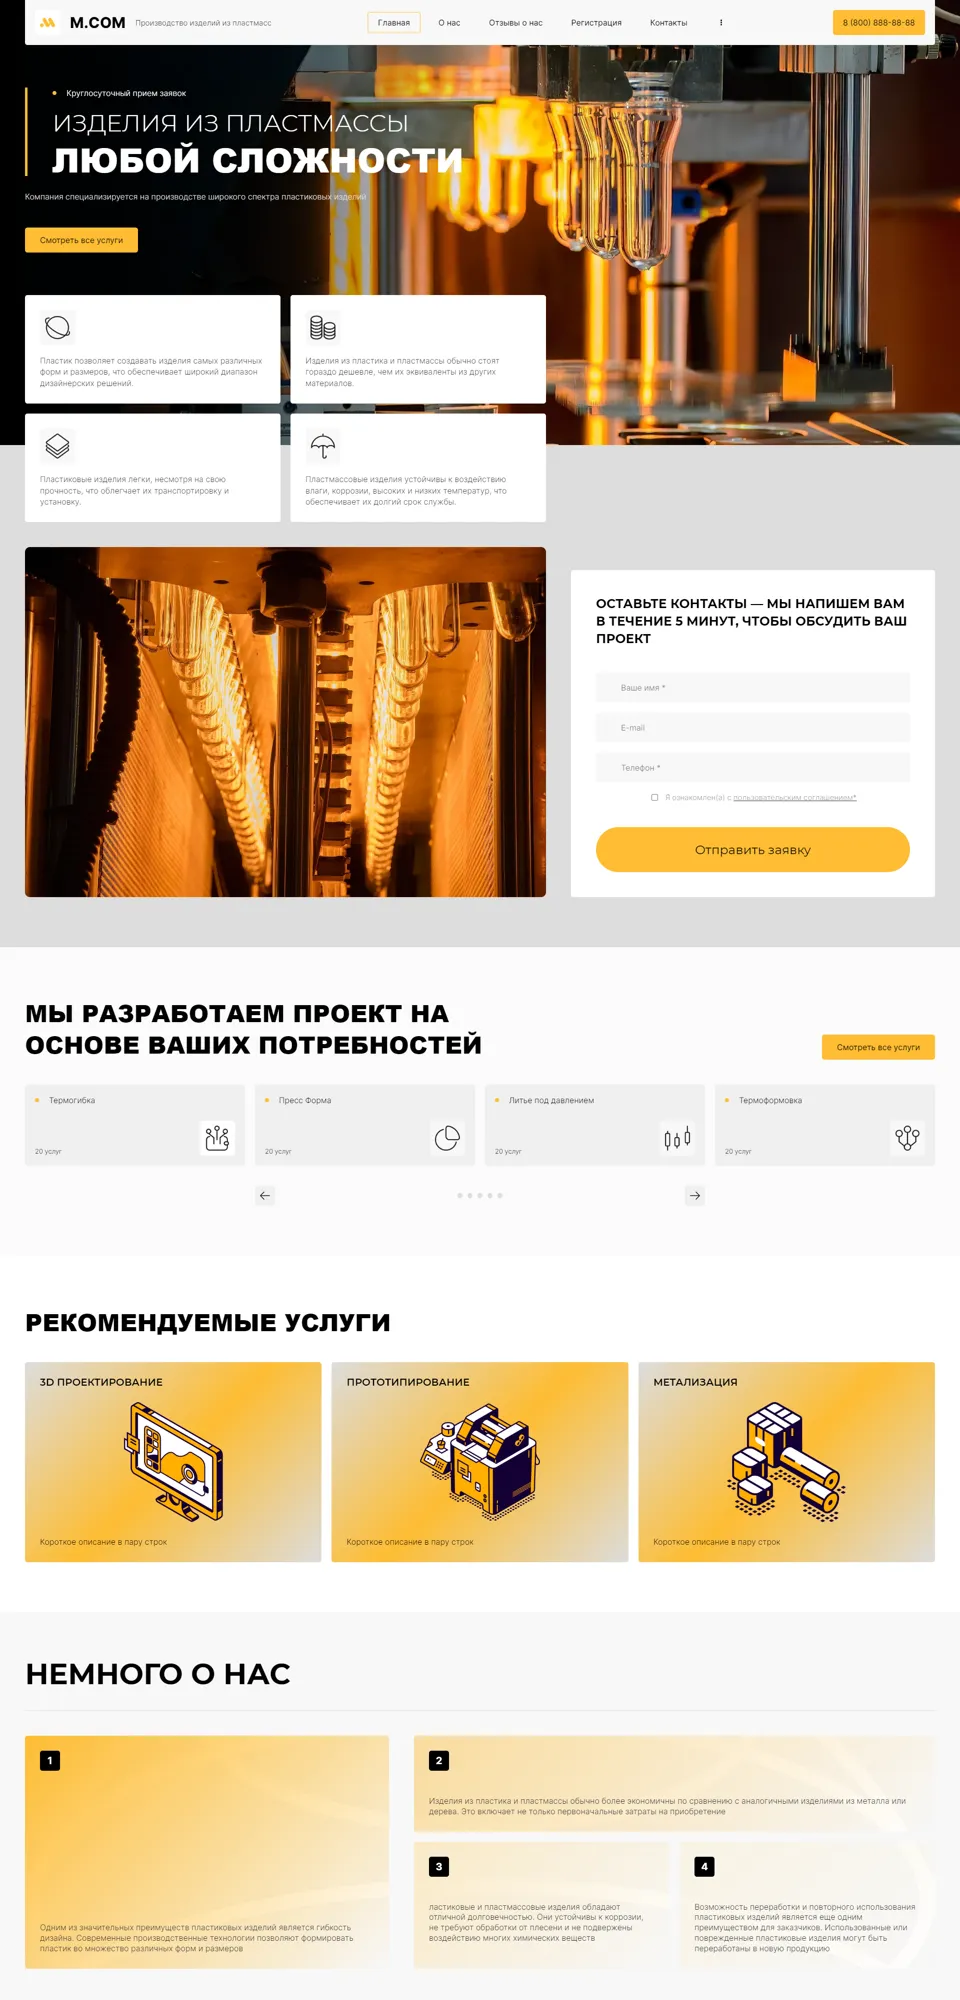 M.COM
Производство изделий из пластмасс
Главная
О нас
Отзывы о нас
Регистрация
Контакты
8 (800) 888-88-88
Круглосуточный прием заявок
ИЗДЕЛИЯ ИЗ ПЛАСТМАССЫ
ЛЮБОЙ СЛОЖНОСТИ
Компания специализируется на производстве широкого спектра пластиковых изделий
Смотреть все услуги
Пластик позволяет создавать изделия самых различных
форм и размеров, что обеспечивает широкий диапазон
дизайнерских решений.
Изделия из пластика и пластмассы обычно стоят
гораздо дешевле, чем их эквиваленты из других
материалов.
Пластиковые изделия легки, несмотря на свою
прочность, что облегчает их транспортировку и
установку.
Пластмассовые изделия устойчивы к воздействию
влаги, коррозии, высоких и низких температур, что
обеспечивает их долгий срок службы.
ОСТАВЬТЕ КОНТАКТЫ — МЫ НАПИШЕМ ВАМ
В ТЕЧЕНИЕ 5 МИНУТ, ЧТОБЫ ОБСУДИТЬ ВАШ
ПРОЕКТ
Ваше имя *
E-mail
Телефон *
Я ознакомлен(а) с пользовательским соглашением*
Отправить заявку
МЫ РАЗРАБОТАЕМ ПРОЕКТ НА
ОСНОВЕ ВАШИХ ПОТРЕБНОСТЕЙ
Смотреть все услуги
Термогибка
20 услуг
Пресс Форма
20 услуг
Литье под давлением
20 услуг
Термоформовка
20 услуг
РЕКОМЕНДУЕМЫЕ УСЛУГИ
3D ПРОЕКТИРОВАНИЕ
Короткое описание в пару строк
ПРОТОТИПИРОВАНИЕ
Короткое описание в пару строк
МЕТАЛИЗАЦИЯ
Короткое описание в пару строк
НЕМНОГО О НАС
1
Одним из значительных преимуществ пластиковых изделий является гибкость
дизайна. Современные производственные технологии позволяют формировать
пластик во множество различных форм и размеров
2
Изделия из пластика и пластмассы обычно более экономичны по сравнению с аналогичными изделиями из металла или
дерева. Это включает не только первоначальные затраты на приобретение
3
ластиковые и пластмассовые изделия обладают
отличной долговечностью. Они устойчивы к коррозии,
не требуют обработки от плесени и не подвержены
воздействию многих химических веществ
4
Возможность переработки и повторного использования
пластиковых изделий является еще одним
преимуществом для заказчиков. Использованные или
поврежденные пластиковые изделия могут быть
переработаны в новую продукцию